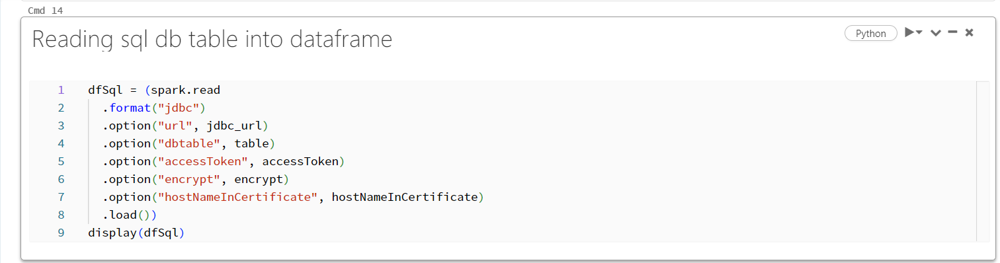 Cmd 14
Reading sql db table into dataframe
Python
1 dfSql = (spark.read
2 .format("jdbc")
3 .option("url", jdbc_url)
4 .option("dbtable", table)
5 .option("accessToken", accessToken)
6 .option("encrypt", encrypt)
7 .option("hostNameInCertificate", hostNameInCertificate)
8 .load())
9 display(dfSql)